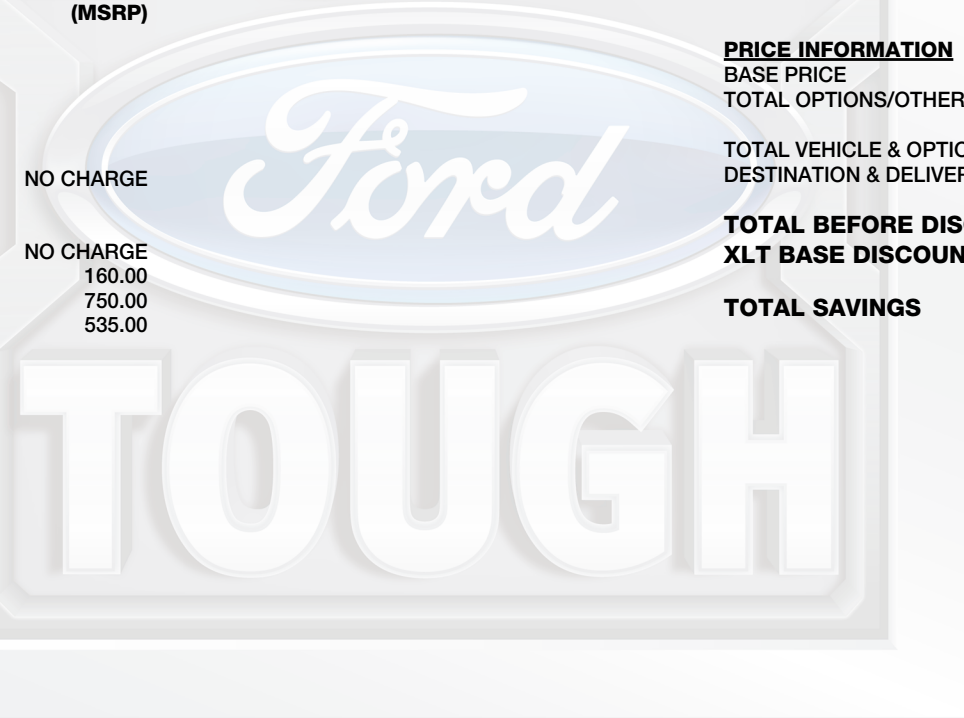 (MSRP)
NO CHARGE
NO CHARGE
160.00
750.00
535.00
PRICE INFORMATION
BASE PRICE
TOTAL OPTIONS/OTHER
TOTAL VEHICLE & OPTIO
DESTINATION & DELIVER
TOTAL BEFORE DIS
XLT BASE DISCOUN
TOTAL SAVINGS
Ford
TOUGH